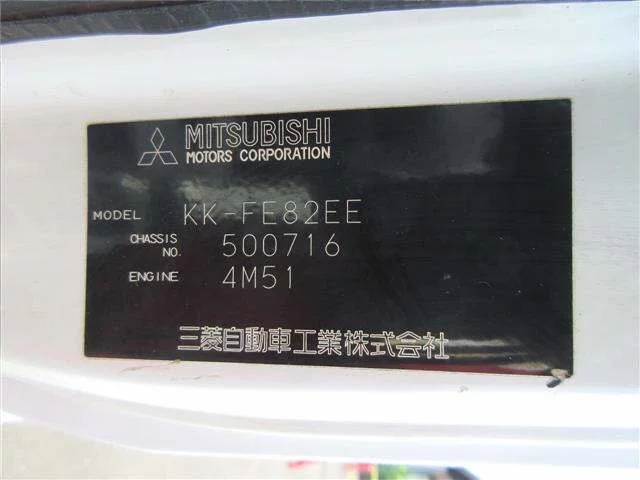 MITSUBISHI
MOTORS CORPORATION
MODEL KK-FE82EE
CHASSIS NO. 500716
ENGINE 4M51
三菱自動車工業株式会社